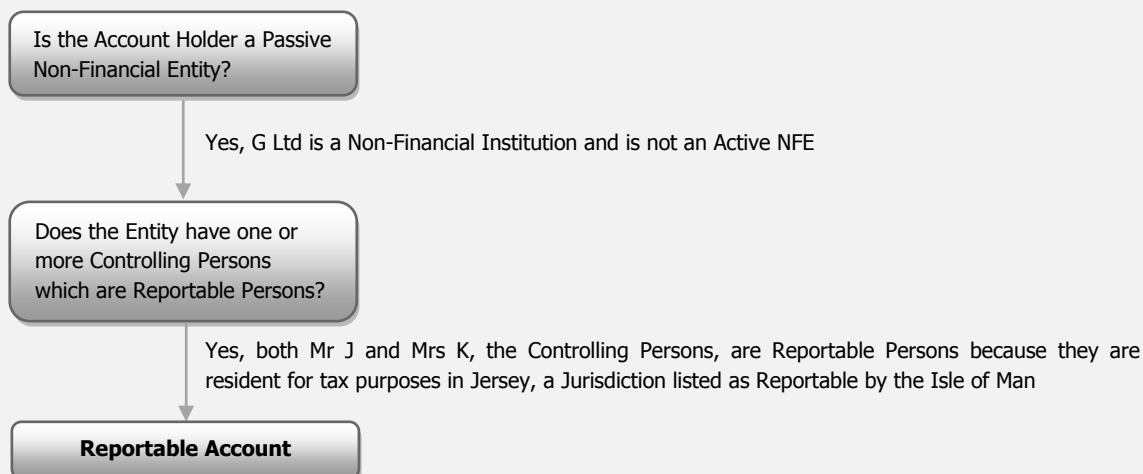 Is the Account Holder a Passive
Non-Financial Entity?
Yes, G Ltd is a Non-Financial Institution and is not an Active NFE
Does the Entity have one or
more Controlling Persons
which are Reportable Persons?
Yes, both Mr J and Mrs K, the Controlling Persons, are Reportable Persons because they are
resident for tax purposes in Jersey, a Jurisdiction listed as Reportable by the Isle of Man
Reportable Account